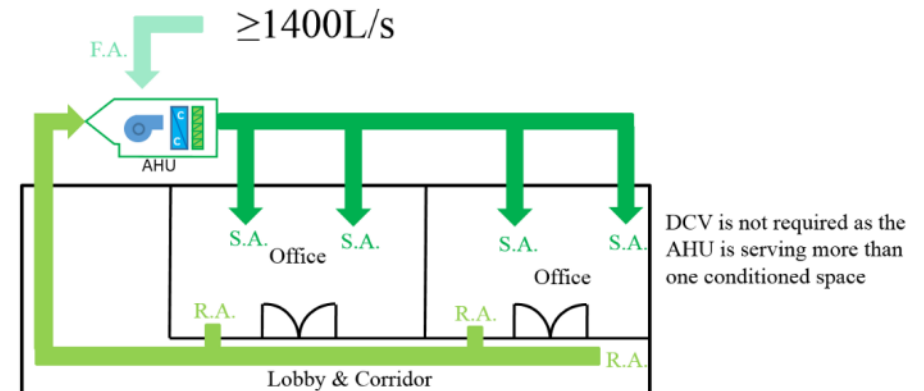 ≥1400L/s
F.A.
C
C
AHU
S.A.
S.A.
S.A.
S.A.
Office
Office
DCV is not required as the
AHU is serving more than
one conditioned space
R.A.
R.A.
R.A.
Lobby & Corridor